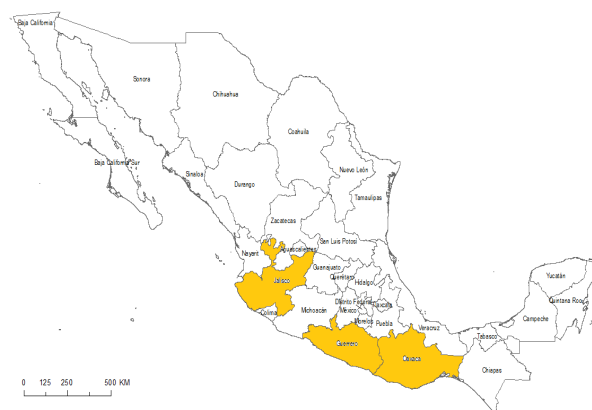 Baja California
Sonora
Chihuahua
Coahuila
Baja California Sur
Sinaloa
Durango
Nuevo León
Tamaulipas
Zacatecas
San Luis Potosí
Nayarit
Aguascalientes
Jalisco
Guanajuato
Querétaro
Hidalgo
Colima
Michoacán
Distrito Federal
México
Tlaxcala
Morelos
Puebla
Veracruz
Guerrero
Oaxaca
Tabasco
Chiapas
Yucatán
Quintana Roo
Campeche
0 125 250 500 KM